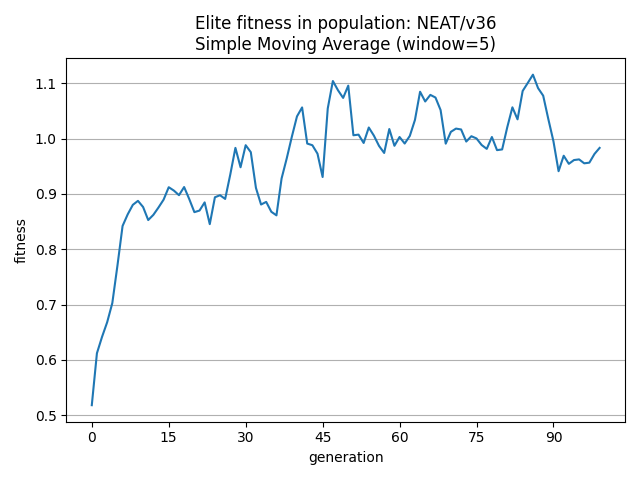 Elite fitness in population: NEAT/v36
Simple Moving Average (window=5)
1.1
1.0
0.9
0.8
0.7
0.6
0.5
fitness
0 15 30 45 60 75 90
generation